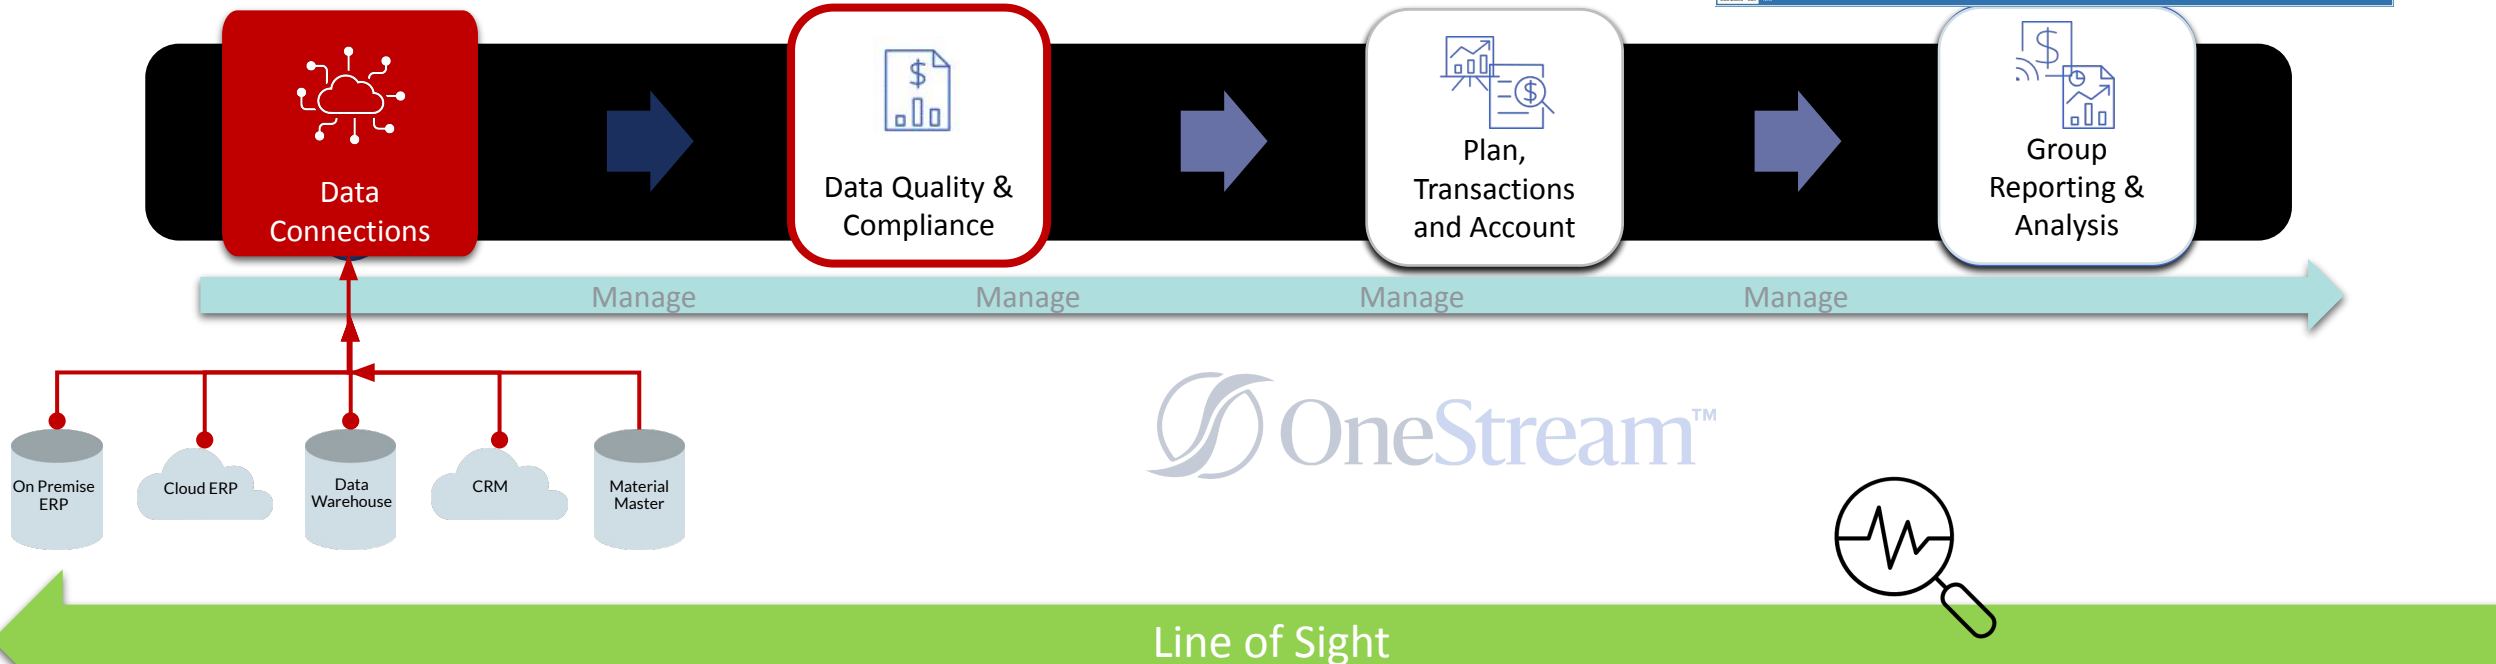 Data
Connections
Data Quality &
Compliance
Plan,
Transactions
and Account
Group
Reporting &
Analysis
Manage
Manage
Manage
Manage
On Premise
ERP
Cloud ERP
Data
Warehouse
CRM
Material
Master
OneStream™
Line of Sight